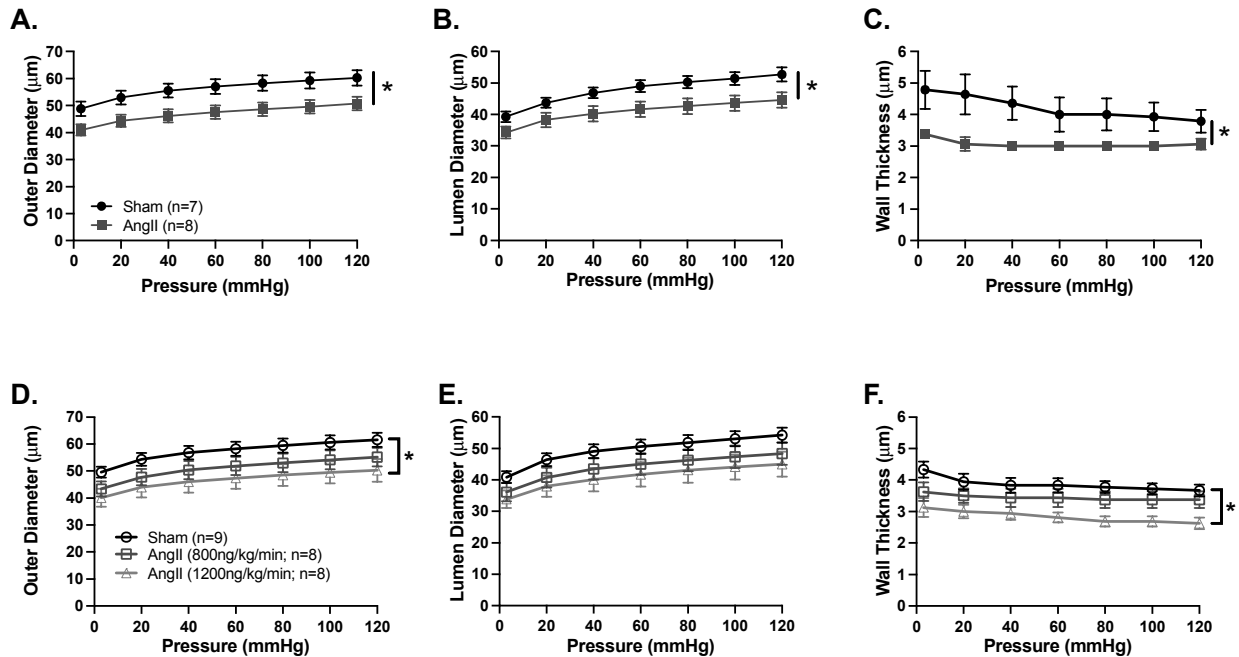 A.
Outer Diameter (μm)
70
60
50
40
30
20
10
0
Sham (n=7)
AngII (n=8)
*
0 20 40 60 80 100 120
Pressure (mmHg)
B.
Lumen Diameter (μm)
60
50
40
30
20
10
0
*
0 20 40 60 80 100 120
Pressure (mmHg)
C.
Wall Thickness (μm)
6
5
4
3
2
1
0
*
0 20 40 60 80 100 120
Pressure (mmHg)
D.
Outer Diameter (μm)
70
60
50
40
30
20
10
0
Sham (n=9)
AngII (800ng/kg/min; n=8)
AngII (1200ng/kg/min; n=8)
*
0 20 40 60 80 100 120
Pressure (mmHg)
E.
Lumen Diameter (μm)
60
50
40
30
20
10
0
0 20 40 60 80 100 120
Pressure (mmHg)
F.
Wall Thickness (μm)
6
5
4
3
2
1
0
*
0 20 40 60 80 100 120
Pressure (mmHg)